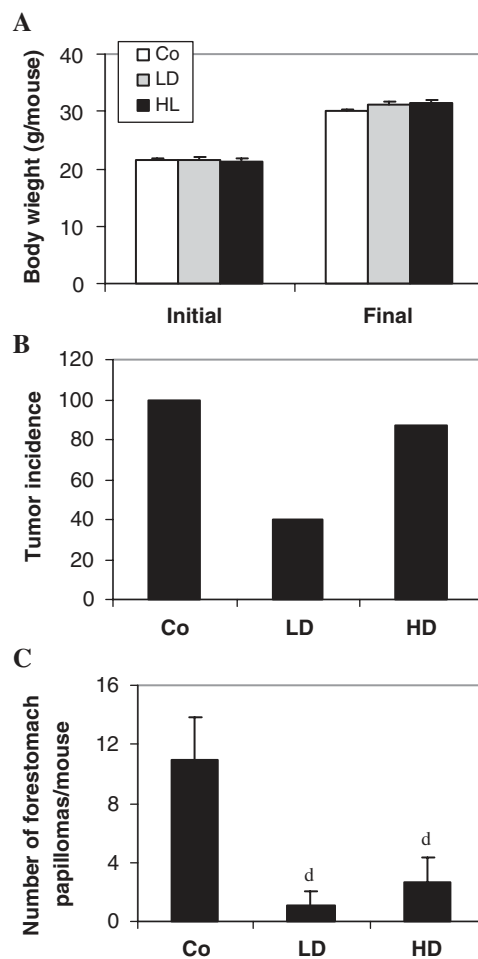 A
Body wieght (g/mouse)
40
30
20
10
0
Co
LD
HL
Initial
Final
B
Tumor incidence
120
100
80
60
40
20
0
Co
LD
HD
C
Number of forestomach
papillomas/mouse
16
12
8
4
0
d
d
Co
LD
HD